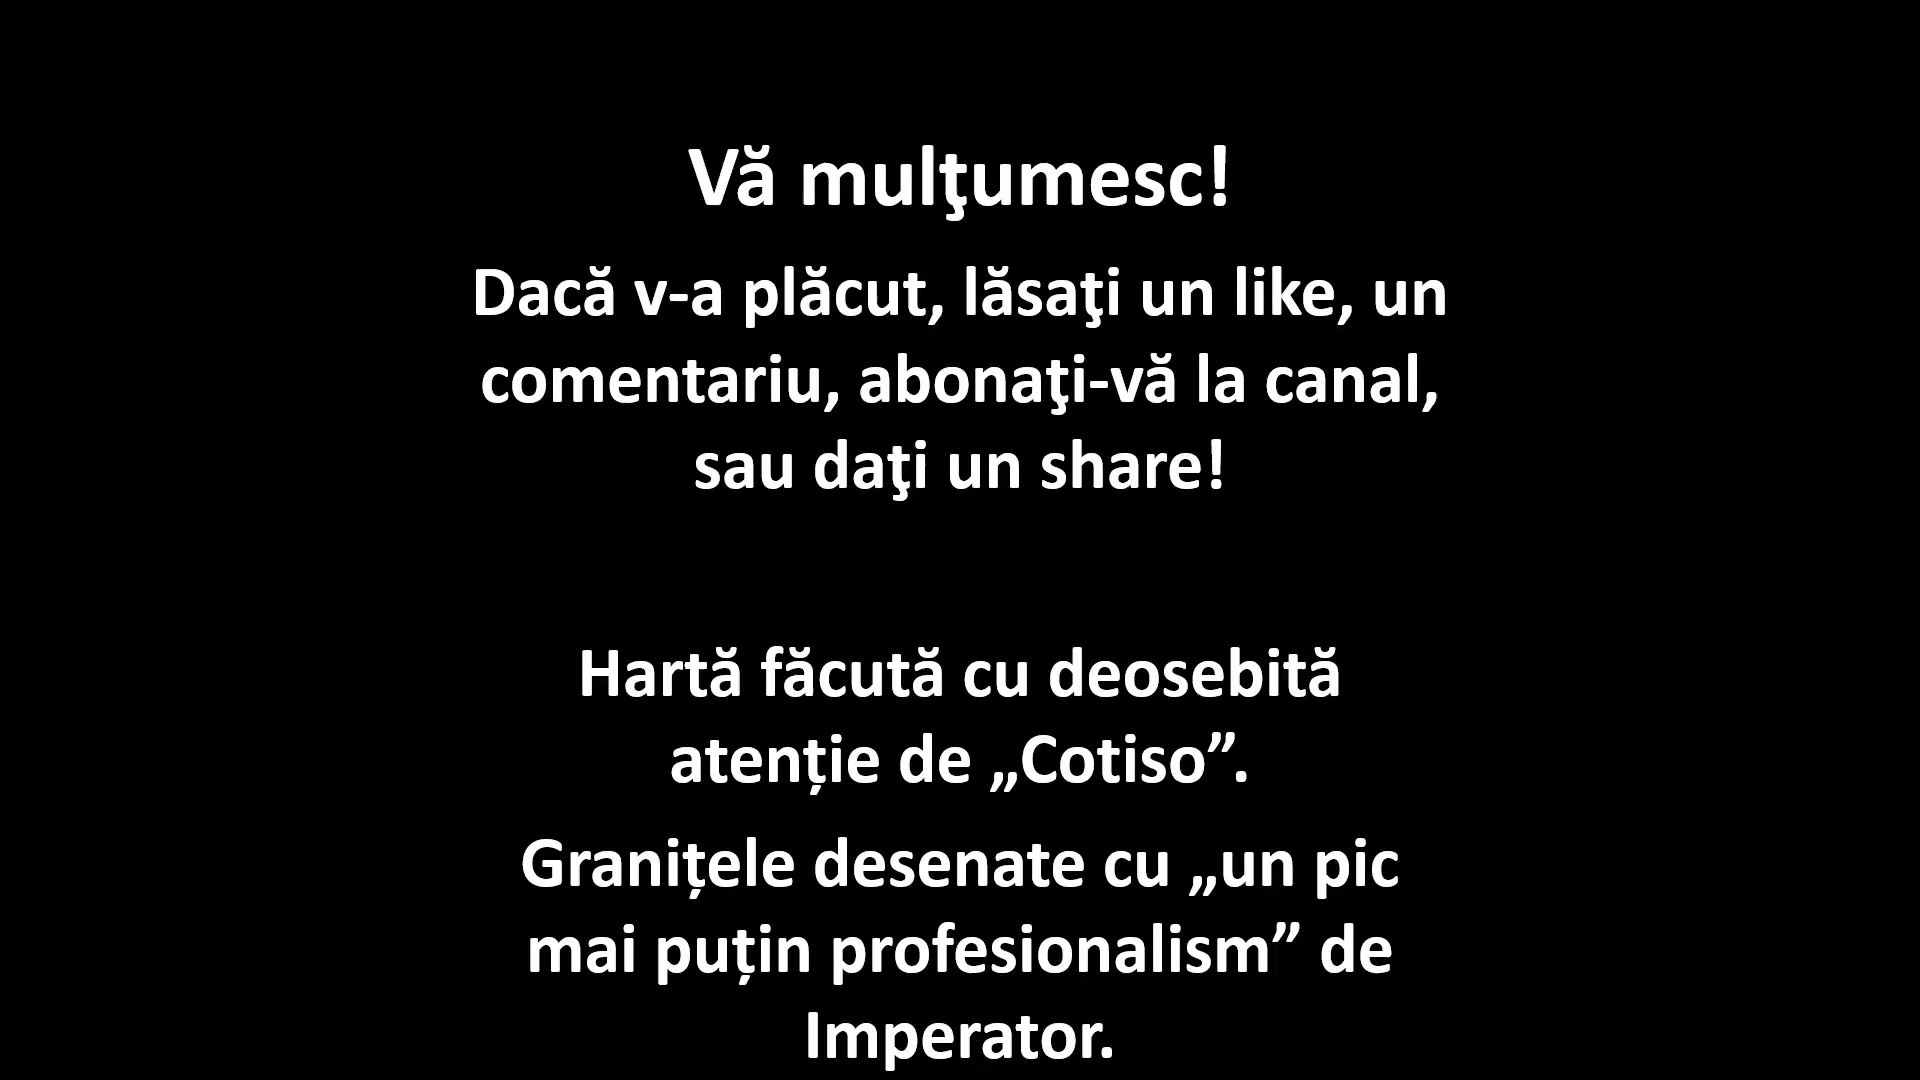 Vă mulţumesc!
Dacă v-a plăcut, lăsaţi un like, un
comentariu, abonaţi-vă la canal,
sau daţi un share!
Hartă făcută cu deosebită
atenție de „Cotiso”.
Granițele desenate cu „un pic
mai puțin profesionalism” de
Imperator.